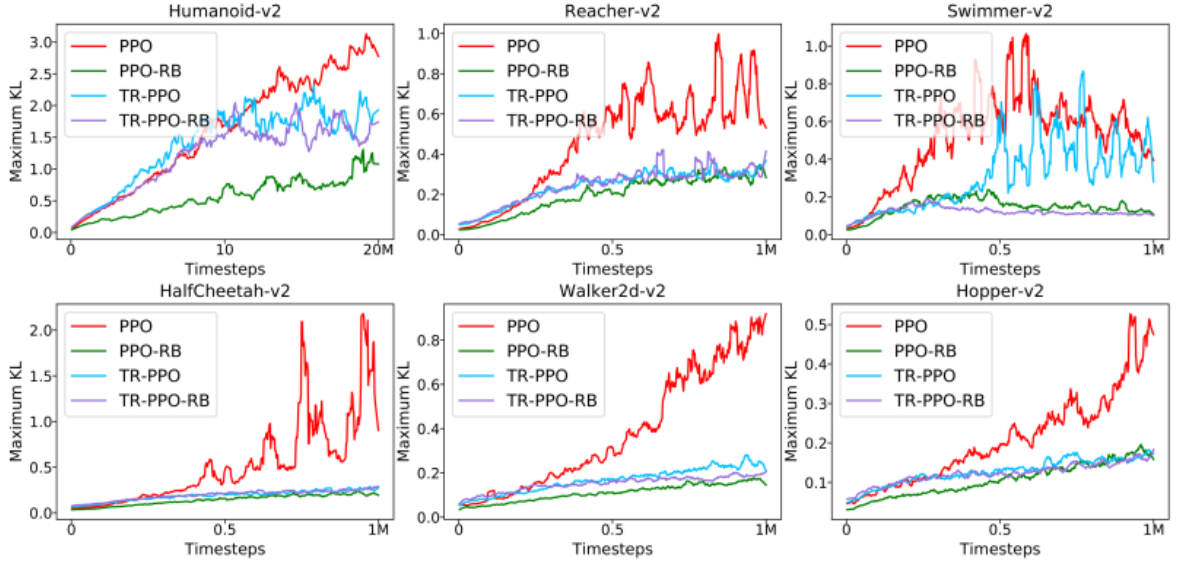 Humanoid-v2
Maximum KL
3.0
2.5
2.0
1.5
1.0
0.5
0.0
PPO
PPO-RB
TR-PPO
TR-PPO-RB
0
10
20M
Timesteps
Reacher-v2
Maximum KL
1.0
0.8
0.6
0.4
0.2
0.0
PPO
PPO-RB
TR-PPO
TR-PPO-RB
0
0.5
1M
Timesteps
Swimmer-v2
Maximum KL
1.0
0.8
0.6
0.4
0.2
0.0
PPO
PPO-RB
TR-PPO
TR-PPO-RB
0
0.5
1M
Timesteps
HalfCheetah-v2
Maximum KL
2.0
1.5
1.0
0.5
0.0
PPO
PPO-RB
TR-PPO
TR-PPO-RB
0
0.5
1M
Timesteps
Walker2d-v2
Maximum KL
0.8
0.6
0.4
0.2
0.0
PPO
PPO-RB
TR-PPO
TR-PPO-RB
0
0.5
1M
Timesteps
Hopper-v2
Maximum KL
0.5
0.4
0.3
0.2
0.1
PPO
PPO-RB
TR-PPO
TR-PPO-RB
0
0.5
1M
Timesteps